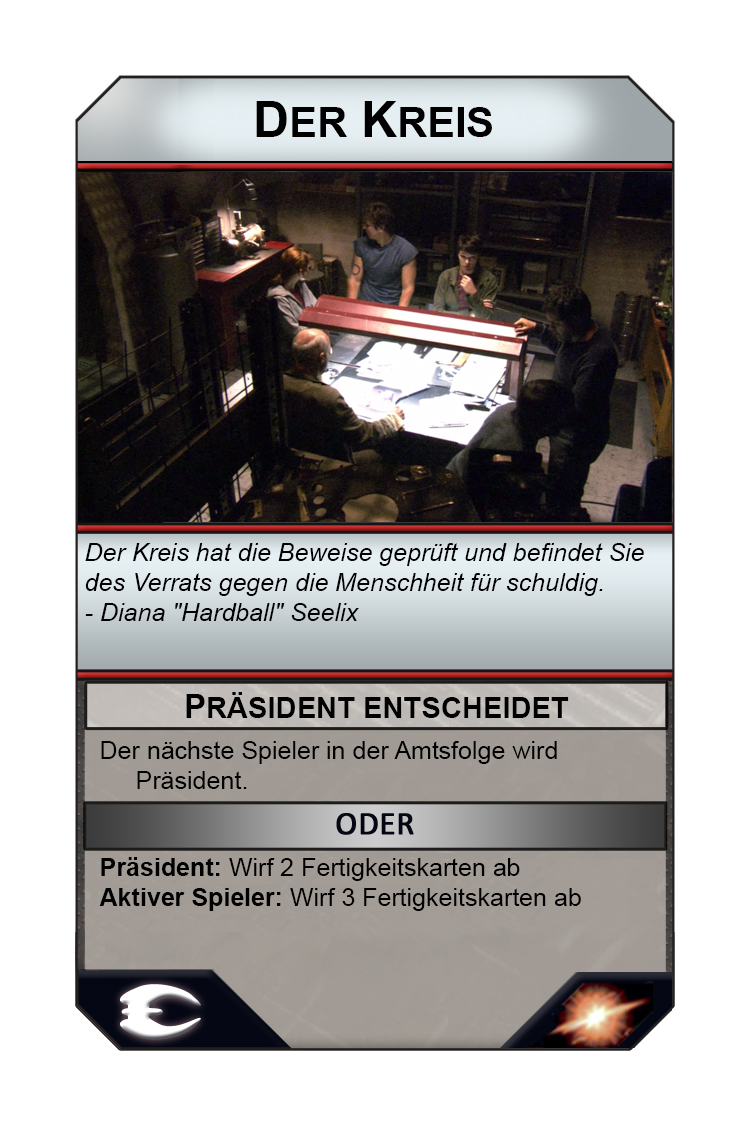 DER KREIS
Der Kreis hat die Beweise geprüft und befindet Sie
des Verrats gegen die Menschheit für schuldig.
- Diana "Hardball" Seelix
PRÄSIDENT ENTSCHEIDET
Der nächste Spieler in der Amtsfolge wird
Präsident.
ODER
Präsident: Wirf 2 Fertigkeitskarten ab
Aktiver Spieler: Wirf 3 Fertigkeitskarten ab